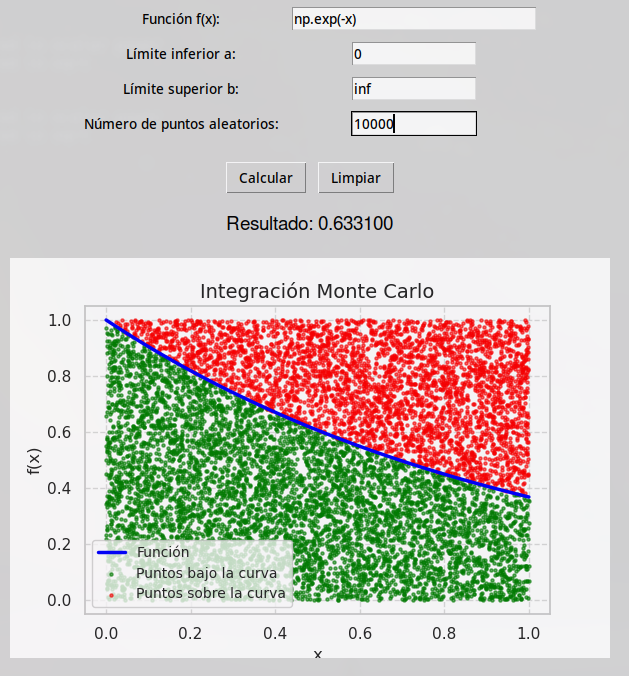 Función f(x): np.exp(-x)
Límite inferior a: 0
Límite superior b: inf
Número de puntos aleatorios: 10000
Calcular Limpiar
Resultado: 0.633100
Integración Monte Carlo
1.0
0.8
0.6
f(x)
0.4
0.2
0.0
Función
Puntos bajo la curva
Puntos sobre la curva
0.0 0.2 0.4 0.6 0.8 1.0
x